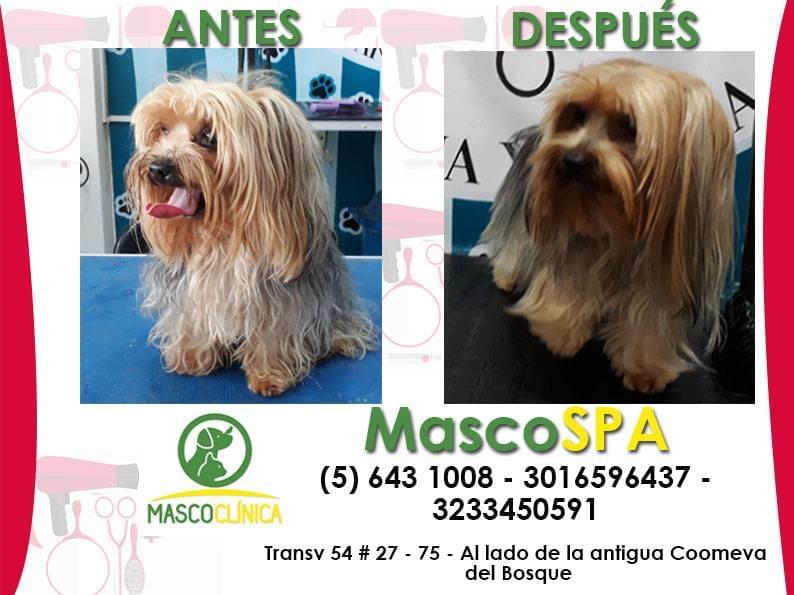 ANTES
DESPUÉS
MascoSPA
(5) 643 1008 - 3016596437 -
3233450591
MASCOCLÍNICA
Transv 54 # 27 - 75 - Al lado de la antigua Coomeva
del Bosque